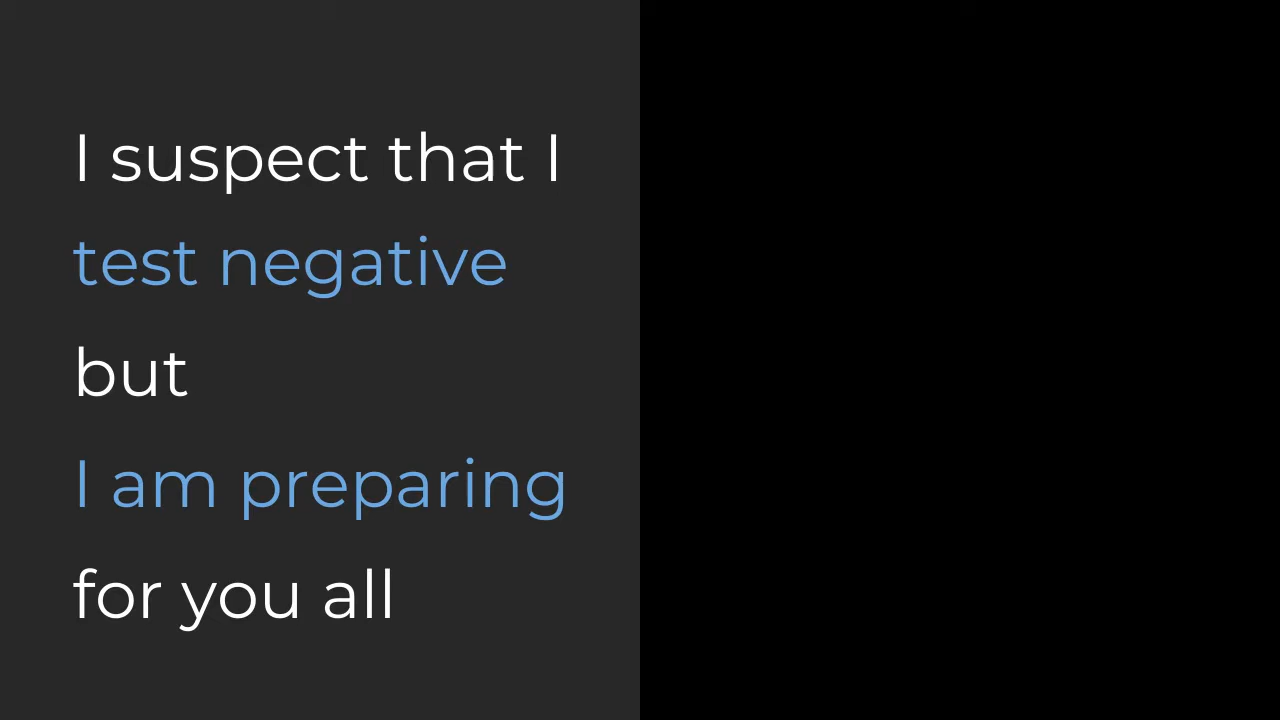 I suspect that I
test negative
but
I am preparing
for you all